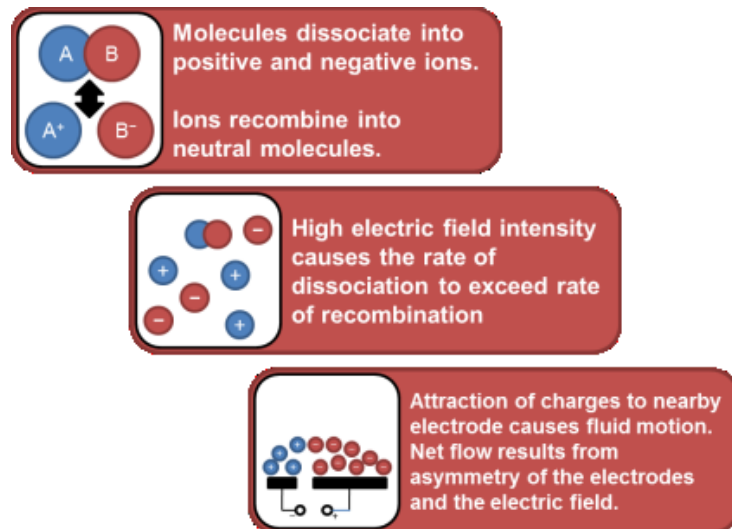 A B
Molecules dissociate into
positive and negative ions.
A⁺ B⁻
Ions recombine into
neutral molecules.
−
+ +
−
− +
High electric field intensity
causes the rate of
dissociation to exceed rate
of recombination
+ + + − − − −
+ + − − − − −
− +
Attraction of charges to nearby
electrode causes fluid motion.
Net flow results from
asymmetry of the electrodes
and the electric field.